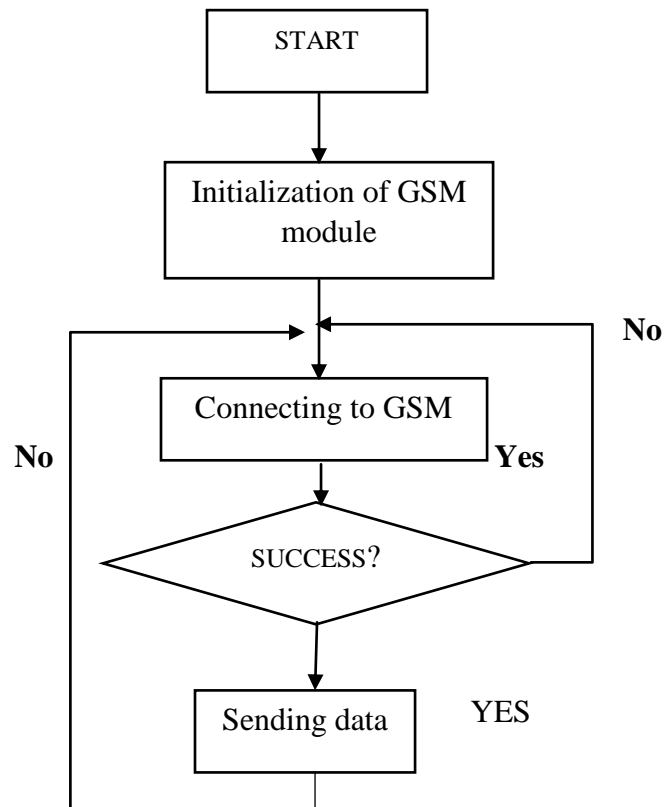 START
Initialization of GSM
module
No
Connecting to GSM
No
Yes
SUCCESS?
Sending data
YES